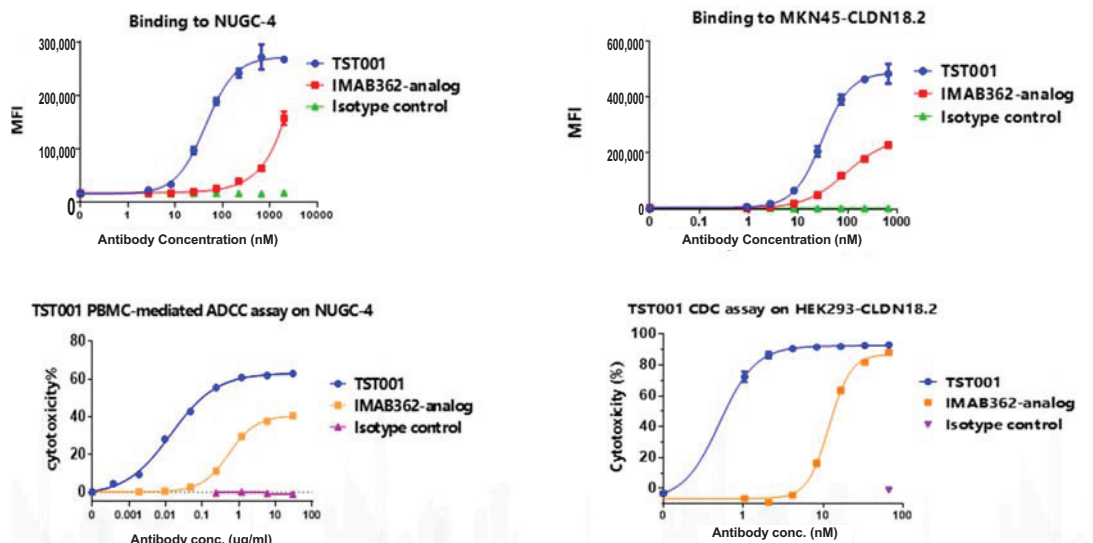 Binding to NUGC-4
300,000
200,000
100,000
0
MFI
0
1
10
100
1000
10000
Antibody Concentration (nM)
TST001
IMAB362-analog
Isotype control
Binding to MKN45-CLDN18.2
600,000
400,000
200,000
0
MFI
0
0.1
1
10
100
1000
Antibody Concentration (nM)
TST001
IMAB362-analog
Isotype control
TST001 PBMC-mediated ADCC assay on NUGC-4
80
60
40
20
0
cytotoxicity%
0
0.001
0.01
0.1
1
10
100
Antibody conc. (ug/ml)
TST001
IMAB362-analog
Isotype control
TST001 CDC assay on HEK293-CLDN18.2
100
80
60
40
20
0
Cytotoxicity (%)
0
1
10
100
Antibody conc. (nM)
TST001
IMAB362-analog
Isotype control